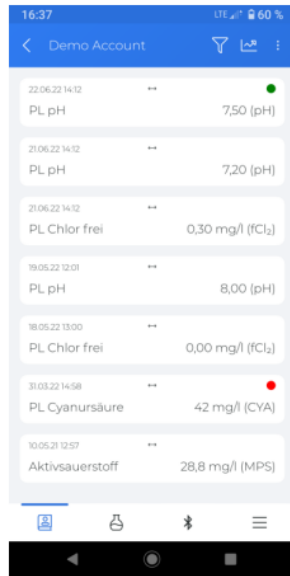 16:37 LTE 60 %
Demo Account
22.06.22 14:12
PL pH 7,50 (pH)
21.06.22 14:12
PL pH 7,20 (pH)
21.06.22 14:12
PL Chlor frei 0,30 mg/l (fCl₂)
19.05.22 12:01
PL pH 8,00 (pH)
18.05.22 13:00
PL Chlor frei 0,00 mg/l (fCl₂)
31.03.22 14:58
PL Cyanursäure 42 mg/l (CYA)
10.05.21 12:57
Aktivsauerstoff 28,8 mg/l (MPS)